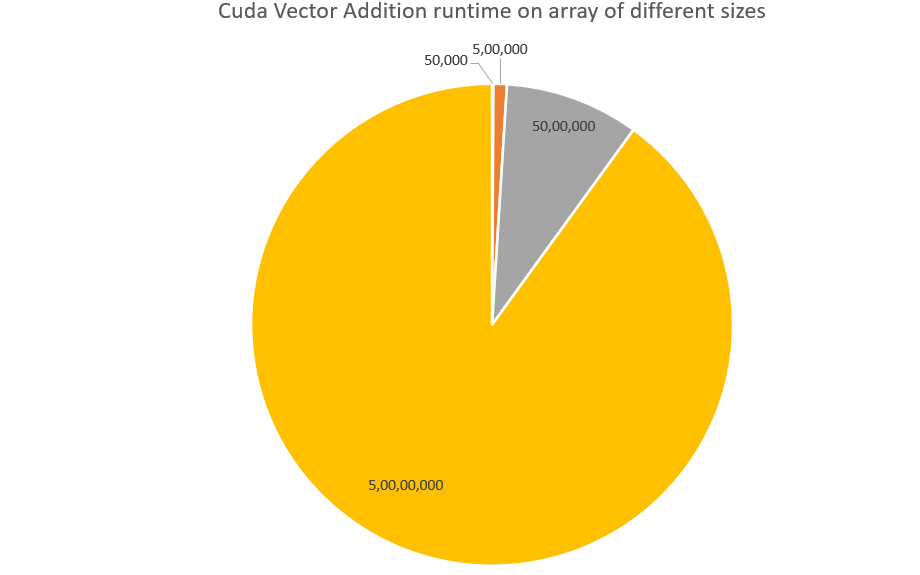 Cuda Vector Addition runtime on array of different sizes
5,00,000
50,000
50,00,000
5,00,00,000